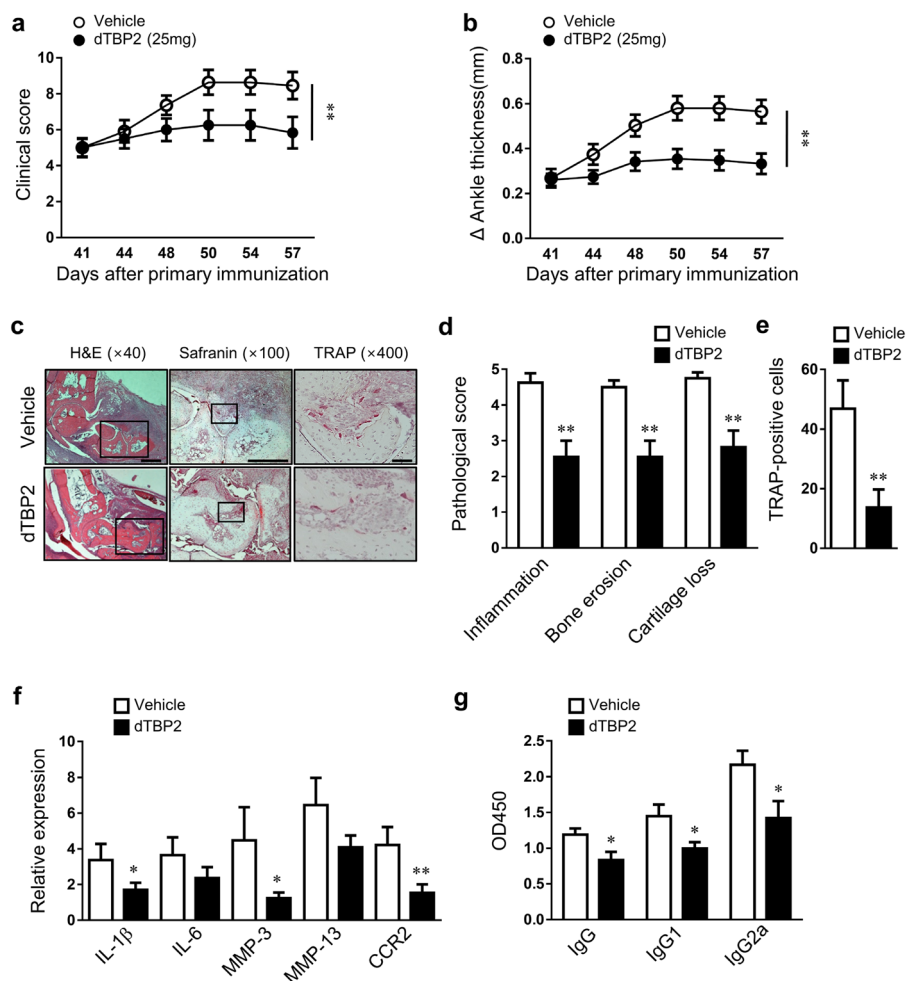 a
Vehicle
dTBP2 (25mg)
Clinical score
10
8
6
4
2
0
**
41 44 48 50 54 57
Days after primary immunization
b
Vehicle
dTBP2 (25mg)
Δ Ankle thickness(mm)
0.8
0.6
0.4
0.2
0.0
**
41 44 48 50 54 57
Days after primary immunization
c
H&E (×40) Safranin (×100) TRAP (×400)
Vehicle
dTBP2
d
Vehicle
dTBP2
Pathological score
5
4
3
2
1
0
** ** **
Inflammation
Bone erosion
Cartilage loss
e
Vehicle
dTBP2
TRAP-positive cells
60
40
20
0
**
f
Vehicle
dTBP2
Relative expression
10
8
6
4
2
0
* * **
IL-1β
IL-6
MMP-3
MMP-13
CCR2
g
Vehicle
dTBP2
OD450
2.5
2.0
1.5
1.0
0.5
0.0
* * *
IgG
IgG1
IgG2a